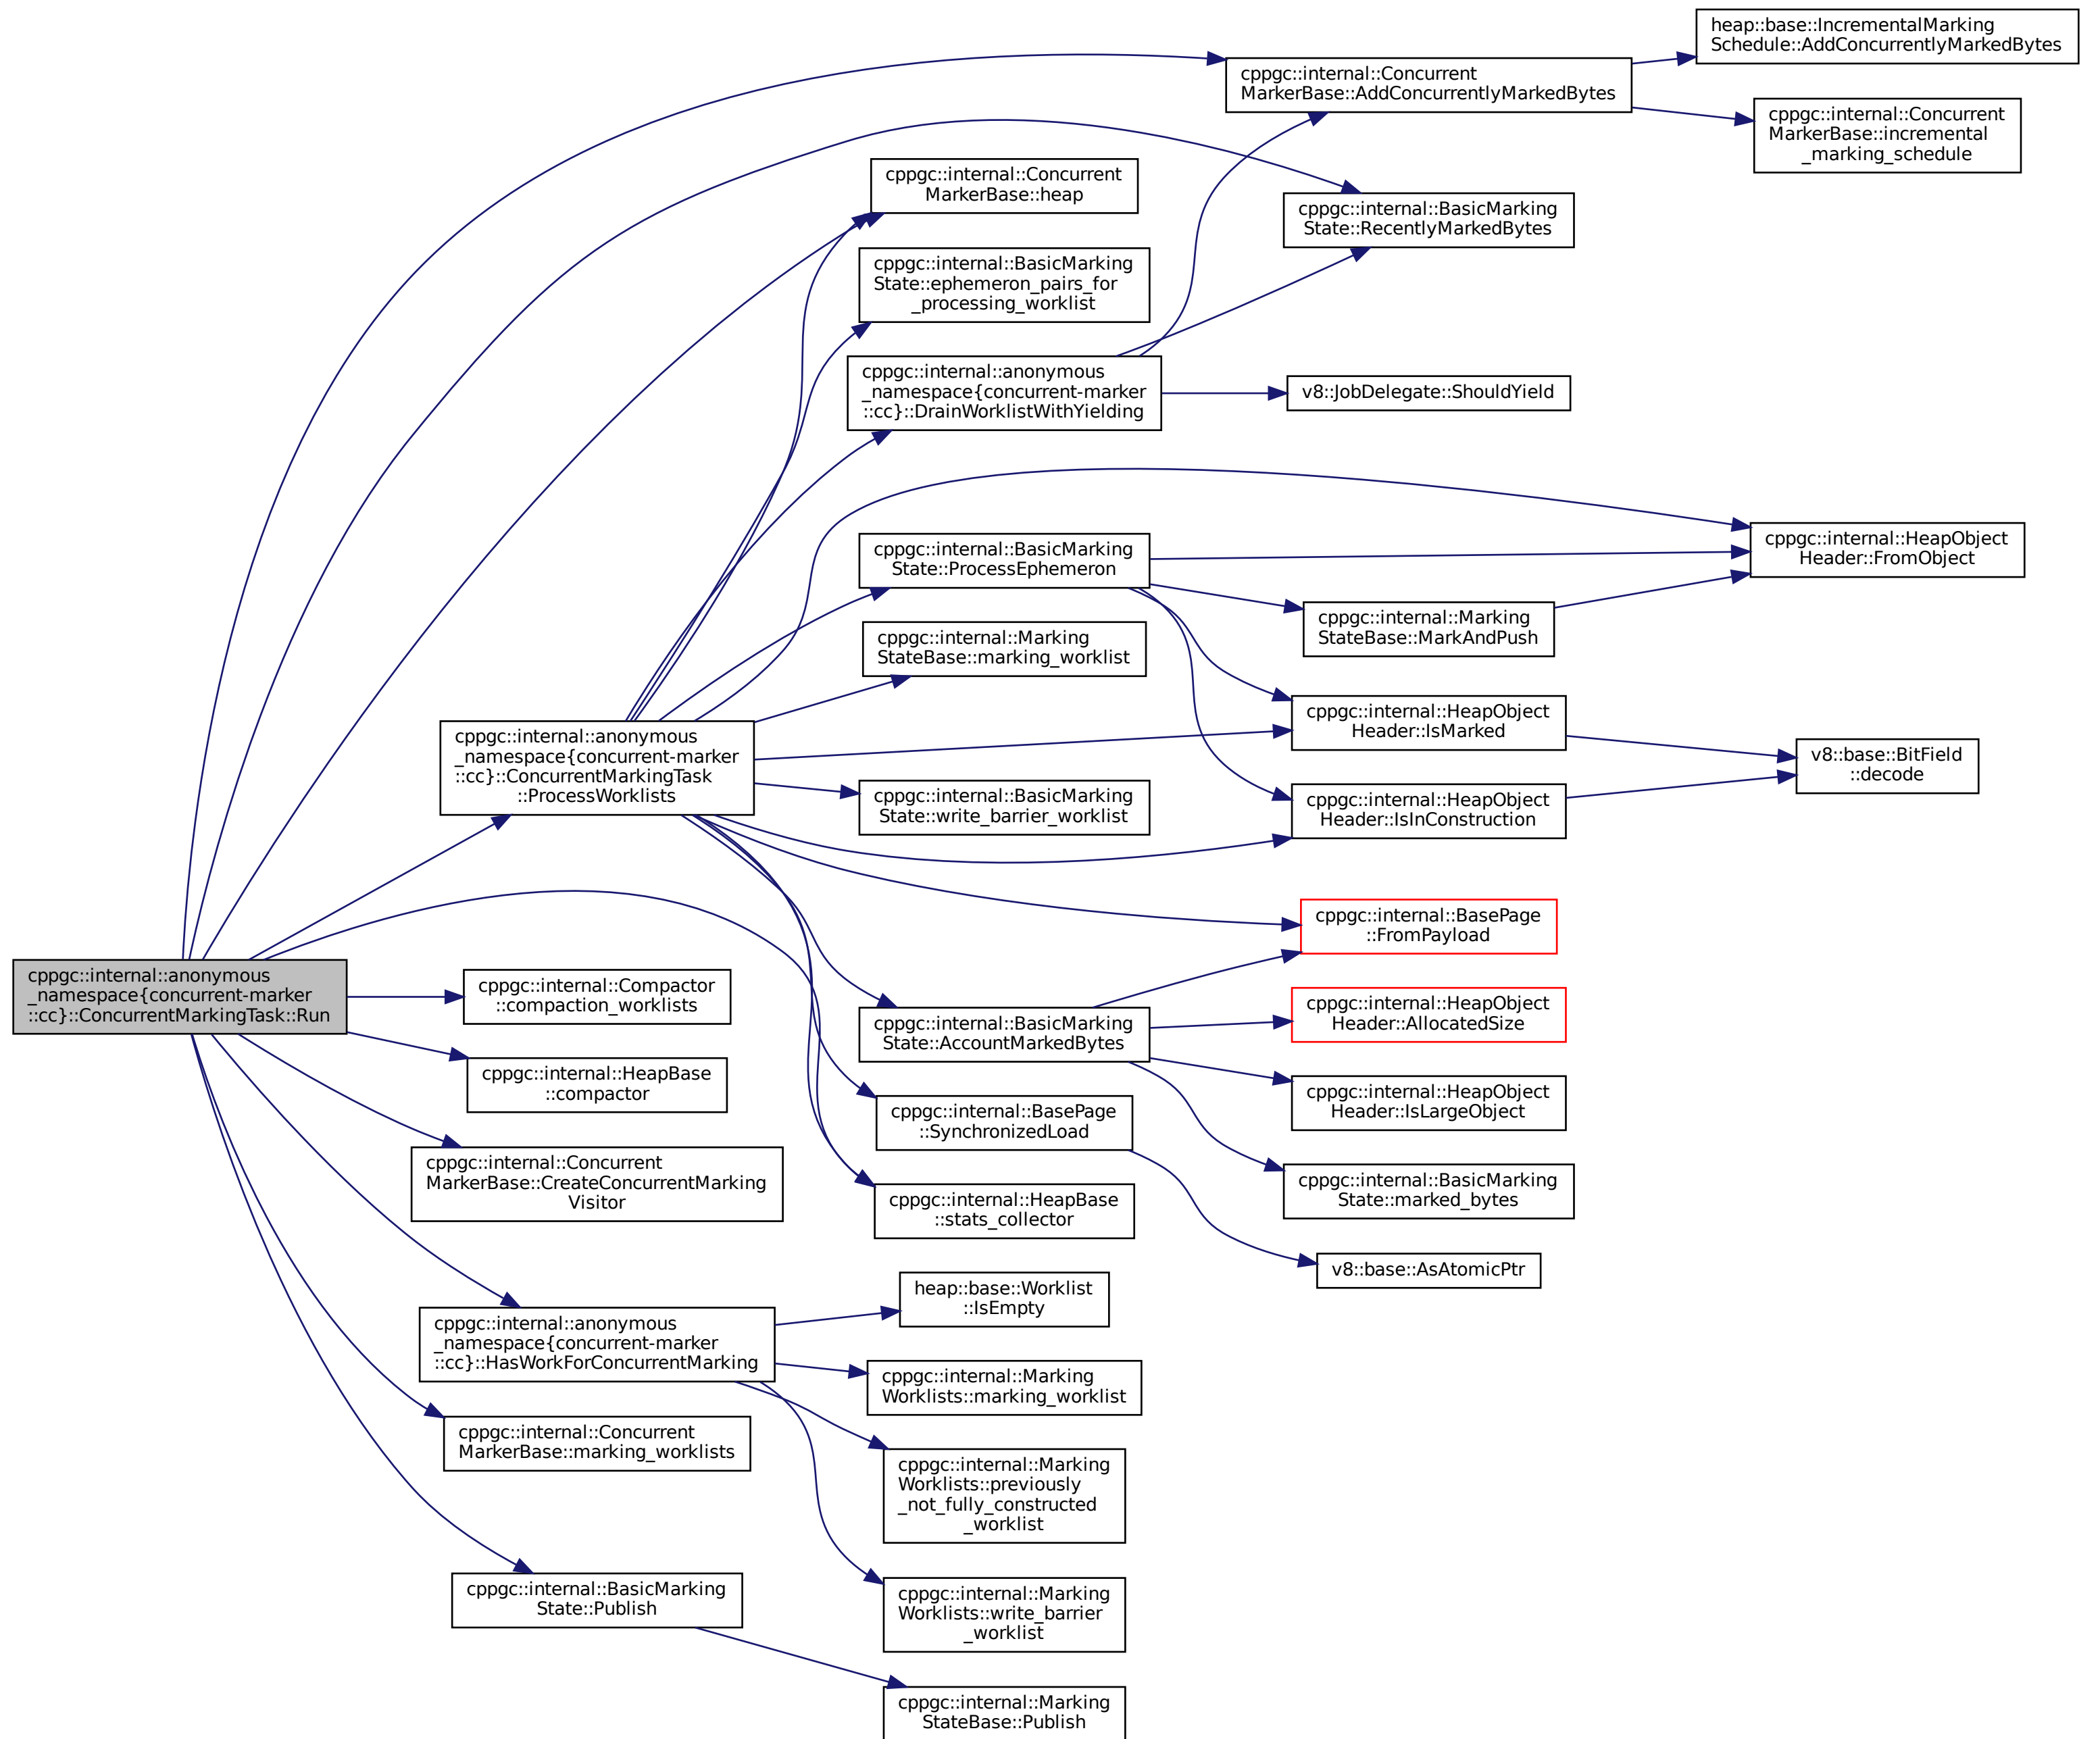 heap::base::IncrementalMarking
Schedule::AddConcurrentlyMarkedBytes
cppgc::internal::Concurrent
MarkerBase::AddConcurrentlyMarkedBytes
cppgc::internal::Concurrent
MarkerBase::incremental
_marking_schedule
cppgc::internal::Concurrent
MarkerBase::heap
cppgc::internal::BasicMarking
State::RecentlyMarkedBytes
cppgc::internal::BasicMarking
State::ephemeron_pairs_for
_processing_worklist
cppgc::internal::anonymous
_namespace{concurrent-marker
::cc}::DrainWorklistWithYielding
v8::JobDelegate::ShouldYield
cppgc::internal::BasicMarking
State::ProcessEphemeron
cppgc::internal::HeapObject
Header::FromObject
cppgc::internal::Marking
StateBase::MarkAndPush
cppgc::internal::Marking
StateBase::marking_worklist
cppgc::internal::anonymous
_namespace{concurrent-marker
::cc}::ConcurrentMarkingTask
::ProcessWorklists
cppgc::internal::HeapObject
Header::IsMarked
v8::base::BitField
::decode
cppgc::internal::BasicMarking
State::write_barrier_worklist
cppgc::internal::HeapObject
Header::IsInConstruction
cppgc::internal::BasePage
::FromPayload
cppgc::internal::anonymous
_namespace{concurrent-marker
::cc}::ConcurrentMarkingTask::Run
cppgc::internal::Compactor
::compaction_worklists
cppgc::internal::BasicMarking
State::AccountMarkedBytes
cppgc::internal::HeapObject
Header::AllocatedSize
cppgc::internal::HeapBase
::compactor
cppgc::internal::HeapObject
Header::IsLargeObject
cppgc::internal::BasePage
::SynchronizedLoad
cppgc::internal::Concurrent
MarkerBase::CreateConcurrentMarking
Visitor
cppgc::internal::BasicMarking
State::marked_bytes
cppgc::internal::HeapBase
::stats_collector
v8::base::AsAtomicPtr
heap::base::Worklist
::IsEmpty
cppgc::internal::anonymous
_namespace{concurrent-marker
::cc}::HasWorkForConcurrentMarking
cppgc::internal::Marking
Worklists::marking_worklist
cppgc::internal::Concurrent
MarkerBase::marking_worklists
cppgc::internal::Marking
Worklists::previously
_not_fully_constructed
_worklist
cppgc::internal::BasicMarking
State::Publish
cppgc::internal::Marking
Worklists::write_barrier
_worklist
cppgc::internal::Marking
StateBase::Publish